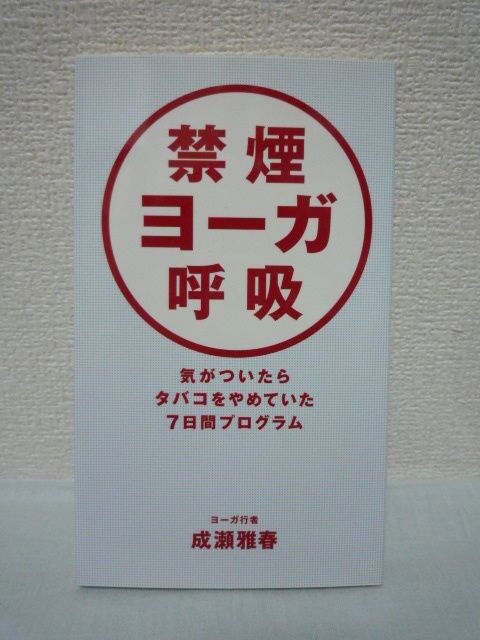 禁煙
ヨーガ
呼吸
気がついたら
タバコをやめていた
7日間プログラム
ヨーガ行者
成瀬雅春